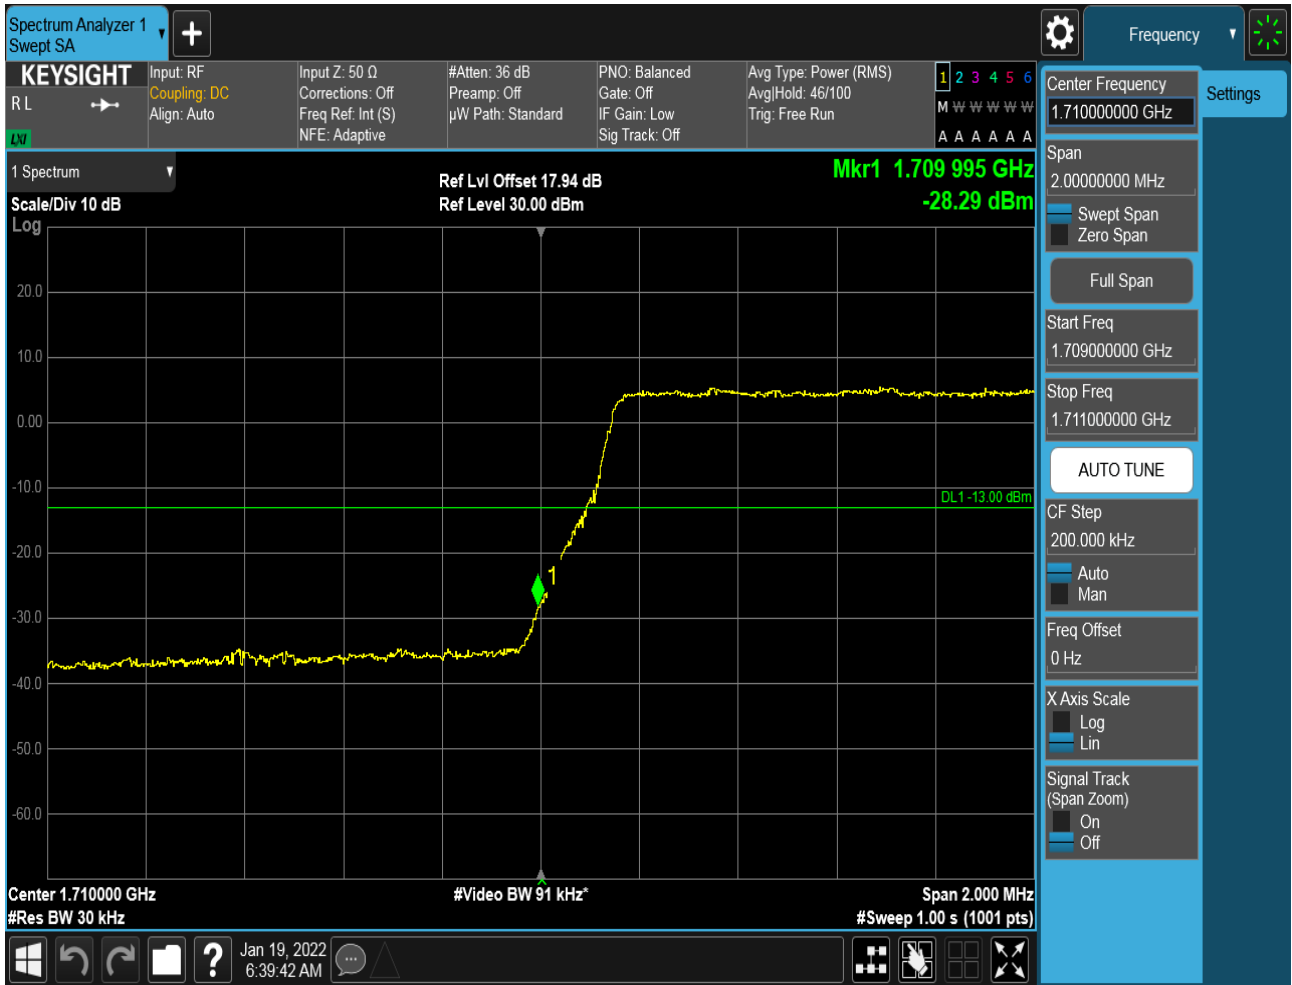 Spectrum Analyzer 1
Swept SA
Frequency
KEYSIGHT
R L
LXI
Input: RF
Coupling: DC
Align: Auto
Input Z: 50 Ω
Corrections: Off
Freq Ref: Int (S)
NFE: Adaptive
#Atten: 36 dB
Preamp: Off
µW Path: Standard
PNO: Balanced
Gate: Off
IF Gain: Low
Sig Track: Off
Avg Type: Power (RMS)
Avg|Hold: 46/100
Trig: Free Run
1 2 3 4 5 6
M W W W W W
A A A A A A
1 Spectrum
Scale/Div 10 dB
Log
Ref Lvl Offset 17.94 dB
Ref Level 30.00 dBm
Mkr1 1.709 995 GHz
-28.29 dBm
20.0
10.0
0.00
-10.0
-20.0
-30.0
-40.0
-50.0
-60.0
DL1 -13.00 dBm
1
Center 1.710000 GHz
#Res BW 30 kHz
#Video BW 91 kHz*
Span 2.000 MHz
#Sweep 1.00 s (1001 pts)
Center Frequency
1.710000000 GHz
Span
2.00000000 MHz
Swept Span
Zero Span
Full Span
Start Freq
1.709000000 GHz
Stop Freq
1.711000000 GHz
AUTO TUNE
CF Step
200.000 kHz
Auto
Man
Freq Offset
0 Hz
X Axis Scale
Log
Lin
Signal Track
(Span Zoom)
On
Off
Settings
?
Jan 19, 2022
6:39:42 AM